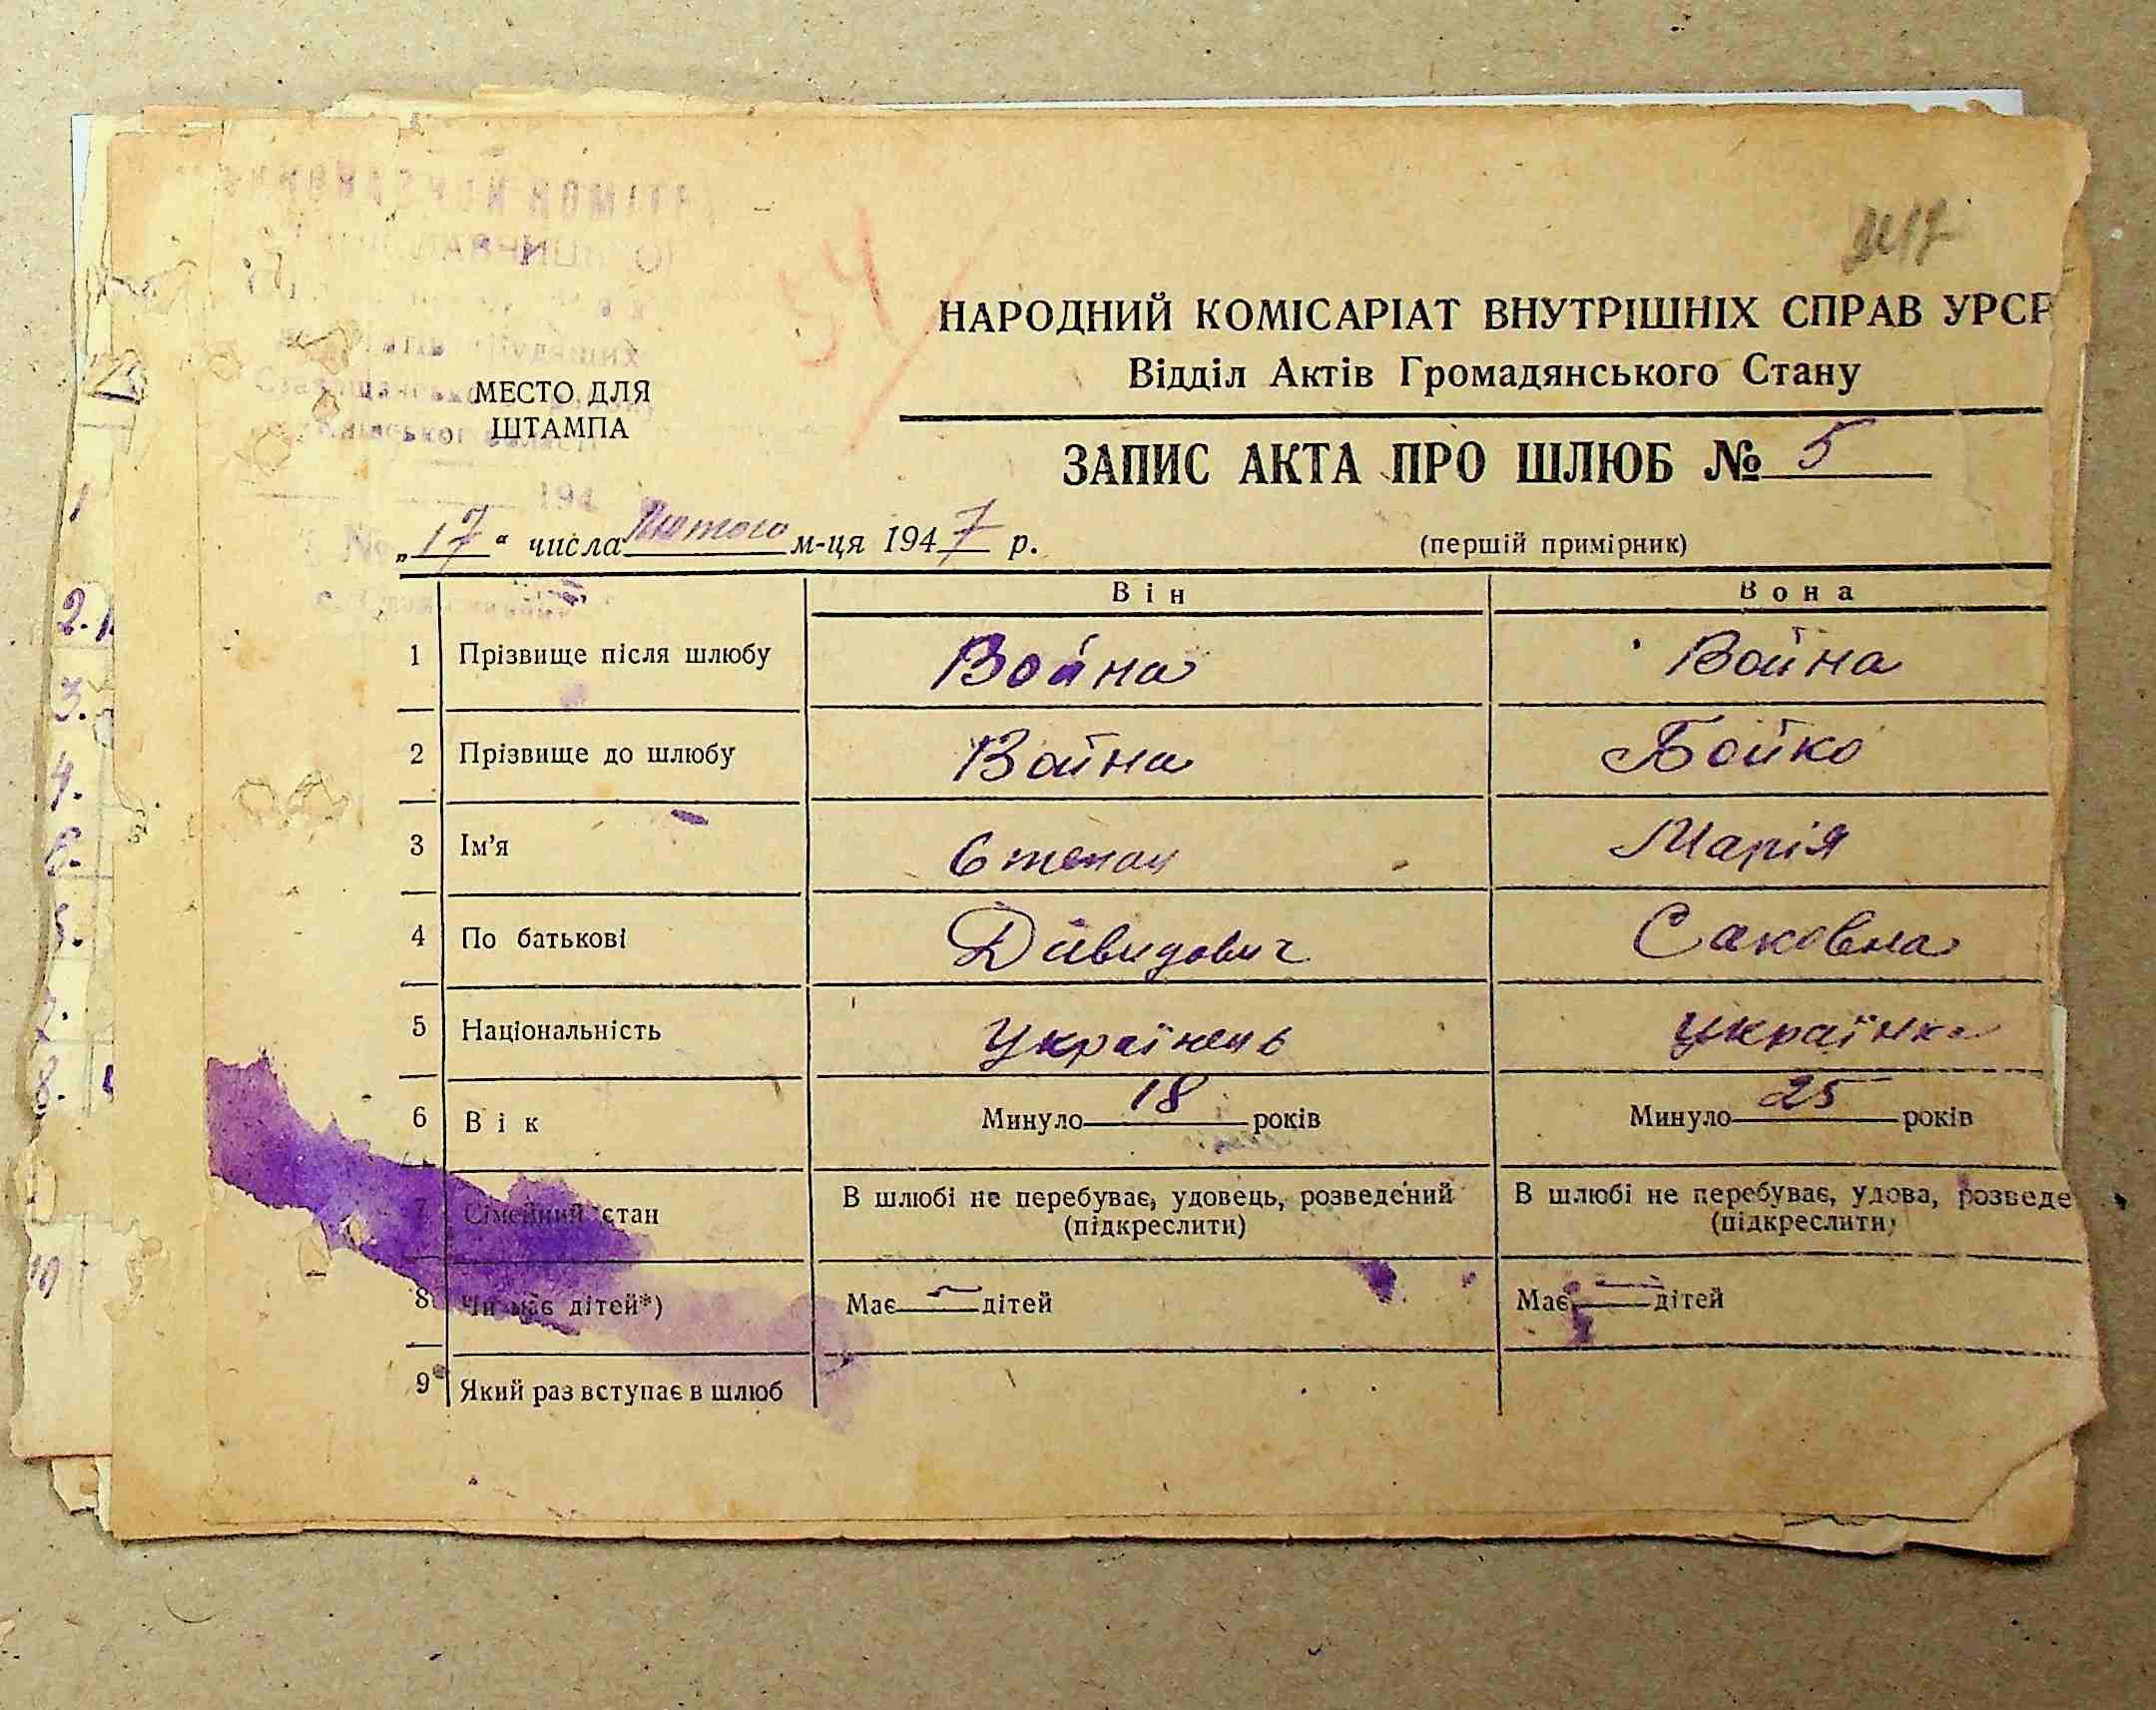 54
НАРОДНИЙ КОМІСАРІАТ ВНУТРІШНІХ СПРАВ УРСР
Відділ Актів Громадянського Стану
МЕСТО ДЛЯ
ШТАМПА
ЗАПИС АКТА ПРО ШЛЮБ № 5
„17“ числа Лютого м-ця 1947 р. (першій примірник)
Він Вона
1 Прізвище після шлюбу Война Война
2 Прізвище до шлюбу Война Бойко
3 Ім'я Степан Марія
4 По батькові Давидович Саковна
5 Національність Українець Українка
6 Вік Минуло 18 років Минуло 25 років
7 Сімейний стан В шлюбі не перебуває, удовець, розведений В шлюбі не перебуває, удова, розведе
(підкреслити) (підкреслити)
8 Чи має дітей*) Має — дітей Має — дітей
9 Який раз вступає в шлюб